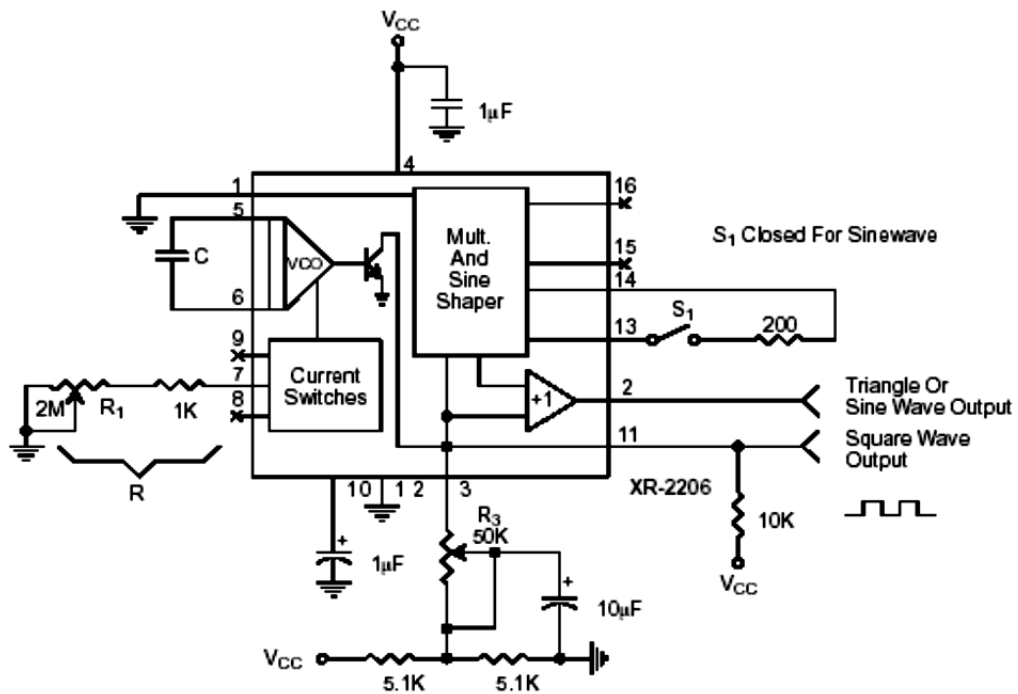 VCC
1µF
4
1
16
5
Mult.
And
Sine
Shaper
S1 Closed For Sinewave
15
C
VCO
14
6
S1
13
200
9
7
Current
Switches
2
Triangle Or
Sine Wave Output
+1
2M
R1
1K
8
11
Square Wave
Output
R
10
1 2
3
XR-2206
R3
50K
10K
+
1µF
+
10µF
VCC
VCC
5.1K
5.1K